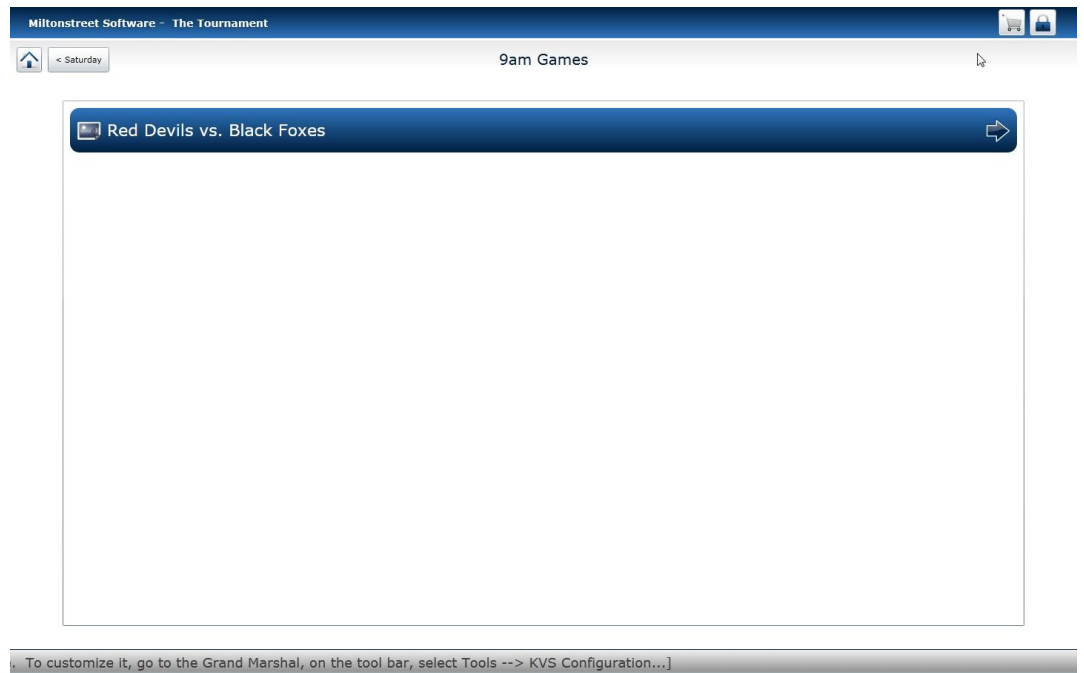 Miltonstreet Software - The Tournament
< Saturday
9am Games
Red Devils vs. Black Foxes
. To customize it, go to the Grand Marshal, on the tool bar, select Tools --> KVS Configuration...]